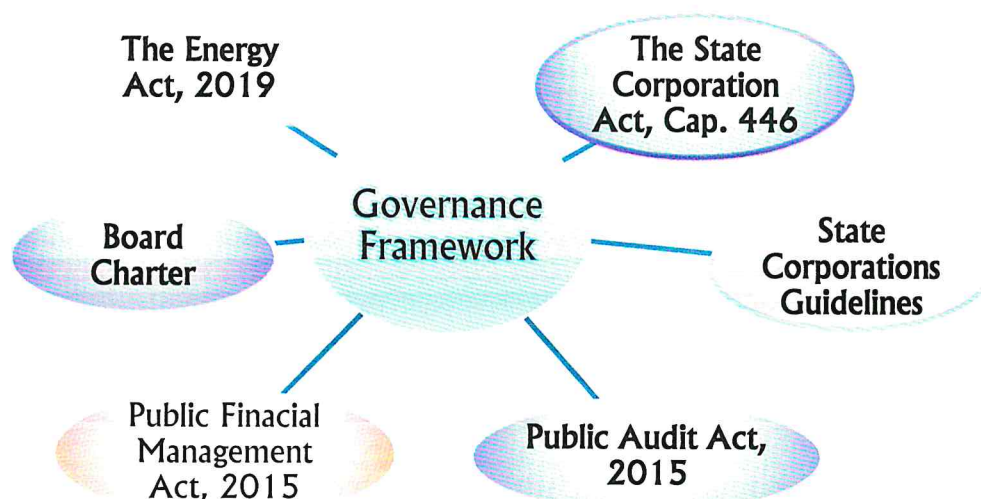 The Energy
Act, 2019
The State
Corporation
Act, Cap. 446
Governance
Framework
Board
Charter
State
Corporations
Guidelines
Public Finacial
Management
Act, 2015
Public Audit Act,
2015